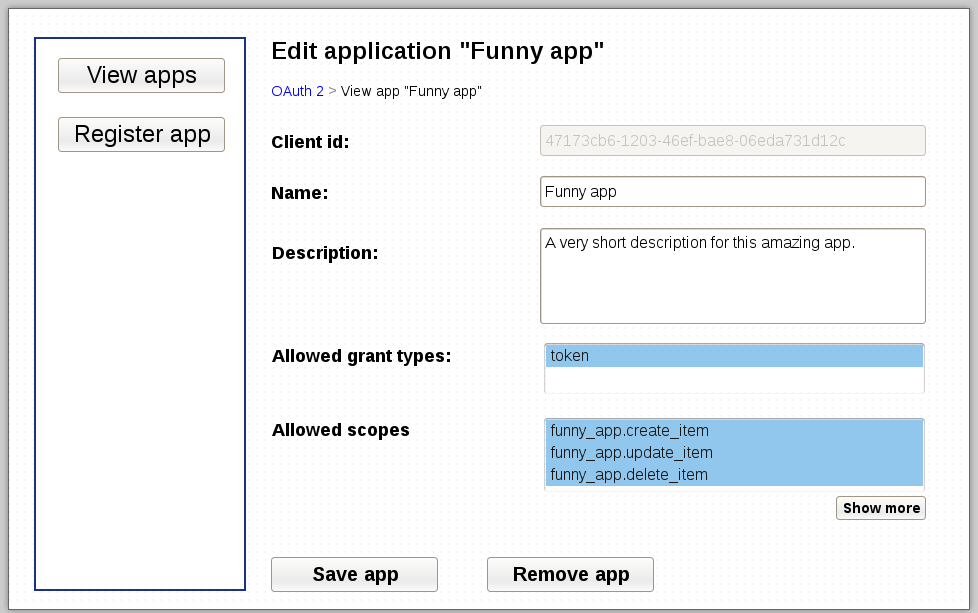 View apps
Register app
Edit application "Funny app"
OAuth 2 > View app "Funny app"
Client id: 47173cb6-1203-46ef-bae8-06eda731d12c
Name: Funny app
Description: A very short description for this amazing app.
Allowed grant types: token
Allowed scopes funny_app.create_item
funny_app.update_item
funny_app.delete_item
Show more
Save app Remove app